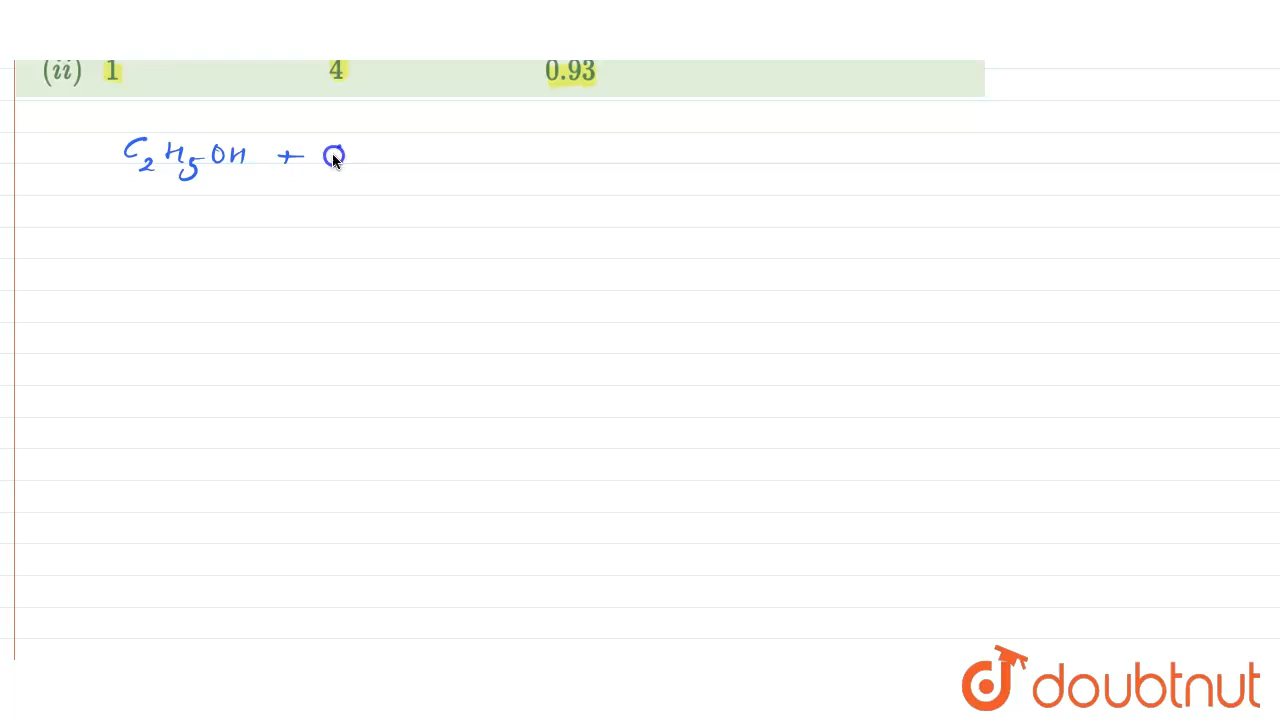 (ii) 1 4 0.93
C₂H₅OH +
doubtnut